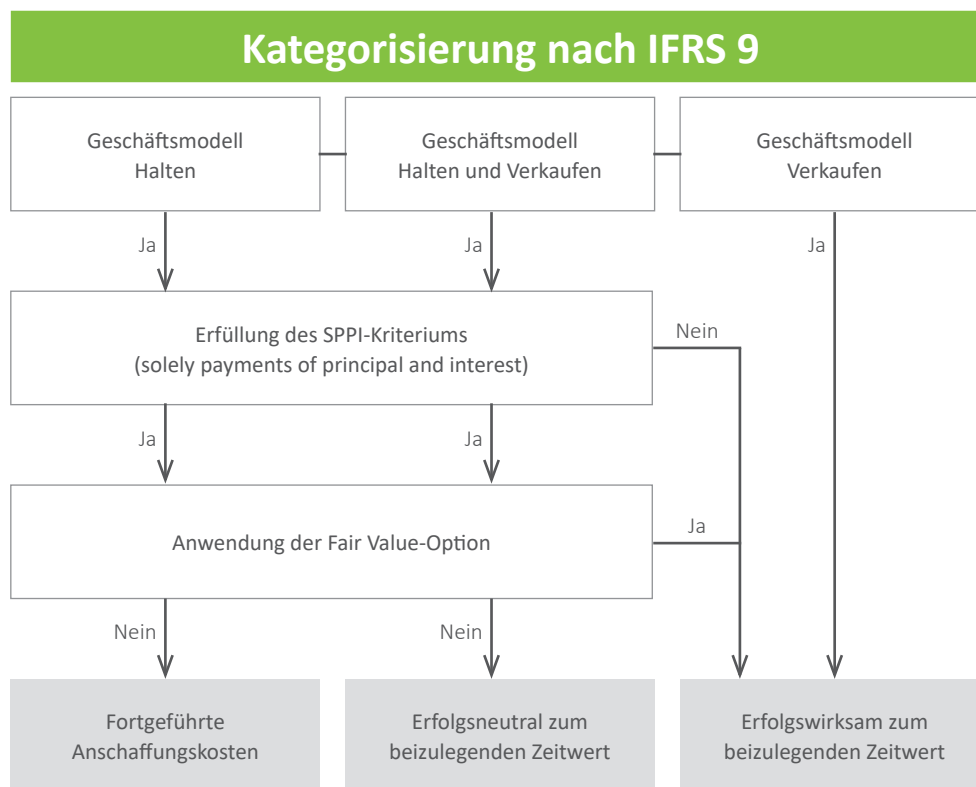 Kategorisierung nach IFRS 9
Geschäftsmodell
Halten
Geschäftsmodell
Halten und Verkaufen
Geschäftsmodell
Verkaufen
Ja
Ja
Ja
Erfüllung des SPPI-Kriteriums
(solely payments of principal and interest)
Nein
Ja
Ja
Anwendung der Fair Value-Option
Ja
Nein
Nein
Fortgeführte
Anschaffungskosten
Erfolgsneutral zum
beizulegenden Zeitwert
Erfolgswirksam zum
beizulegenden Zeitwert